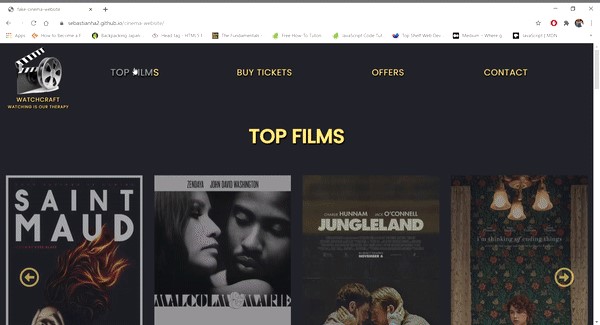 fake cinema website
sebastianha2.github.io/cinema-website/
How to Become a F
Backpacking Japan
Head Tag - HTML5 E
The Fundamentals
Free How-To Tutori
JavaScript Code Tut
Top Shelf Web Dev
Medium – Where g
JavaScript | MDN
WATCHCRAFT
WATCHING IS OUR THERAPY
TOP FILMS
BUY TICKETS
OFFERS
CONTACT
TOP FILMS
SAINT
MAUD
ZENDAYA JOHN DAVID WASHINGTON
MALCOLM & MARIE
CHARLIE HUNNAM JACK O'CONNELL
JUNGLELAND
NOVEMBER 6
i'm thinking of ending things